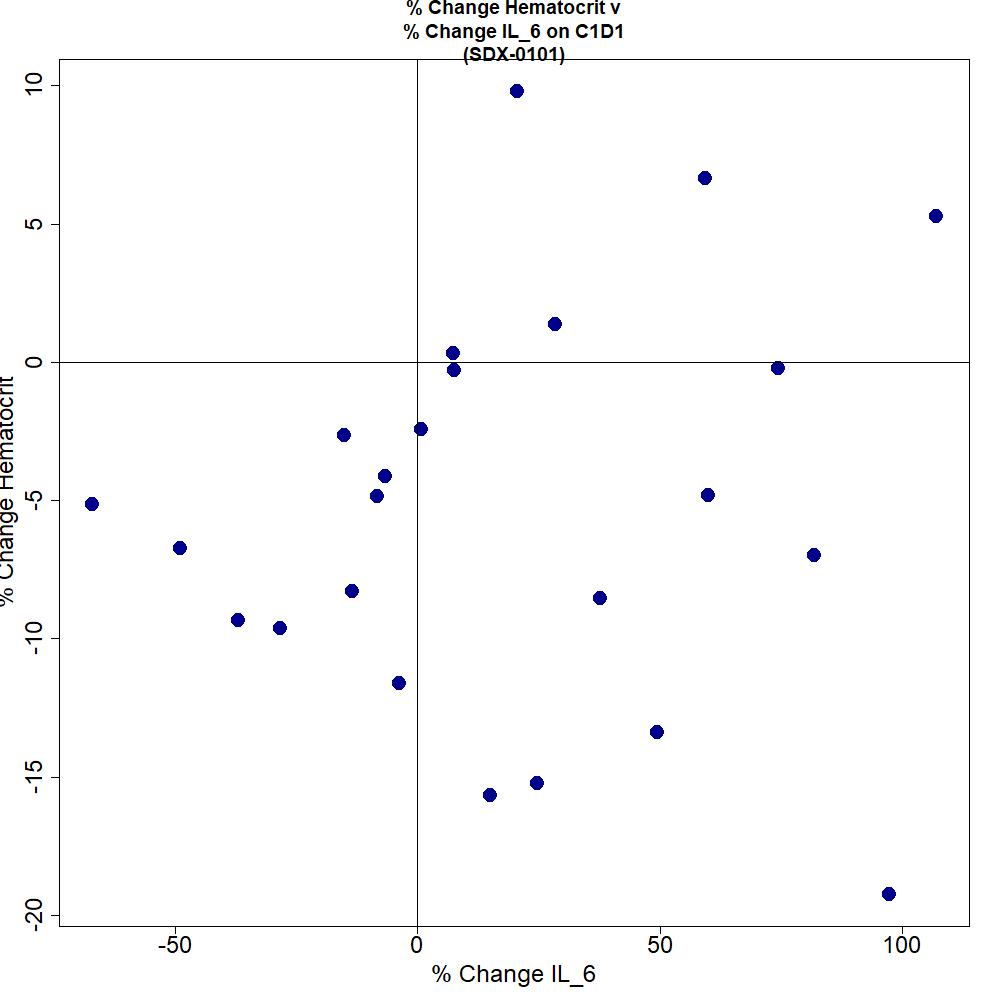 % Change Hematocrit v
% Change IL_6 on C1D1
(SDX-0101)
% Change Hematocrit
10
5
0
-5
-10
-15
-20
-50
0
50
100
% Change IL_6